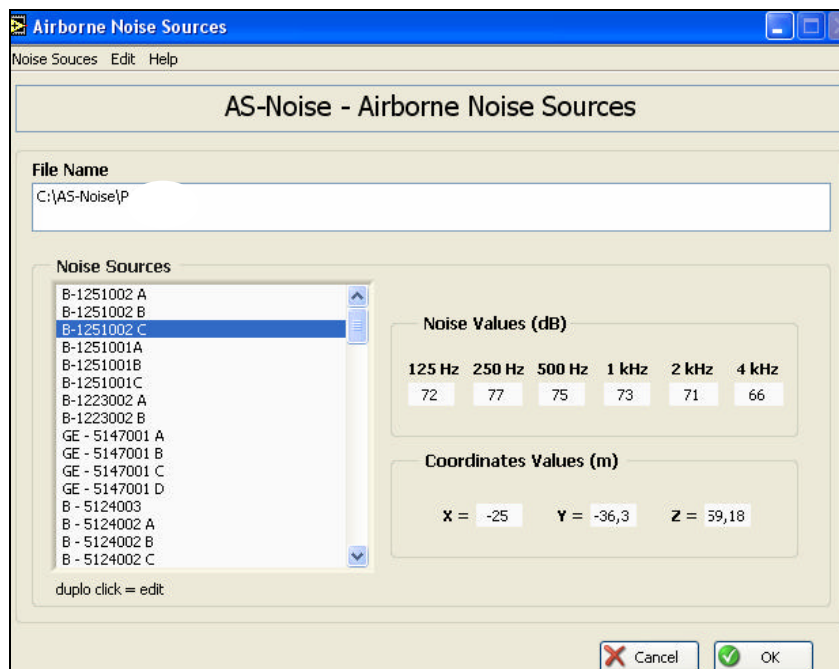 Airborne Noise Sources
Noise Souces Edit Help
AS-Noise - Airborne Noise Sources
File Name
C:\AS-Noise\P
Noise Sources
B-1251002 A
B-1251002 B
B-1251002 C
B-1251001A
B-1251001B
B-1251001C
B-1223002 A
B-1223002 B
GE - 5147001 A
GE - 5147001 B
GE - 5147001 C
GE - 5147001 D
B - 5124003
B - 5124002 A
B - 5124002 B
B - 5124002 C
duplo click = edit
Noise Values (dB)
125 Hz 250 Hz 500 Hz 1 kHz 2 kHz 4 kHz
72 77 75 73 71 66
Coordinates Values (m)
X = -25 Y = -36,3 Z = 59,18
Cancel OK